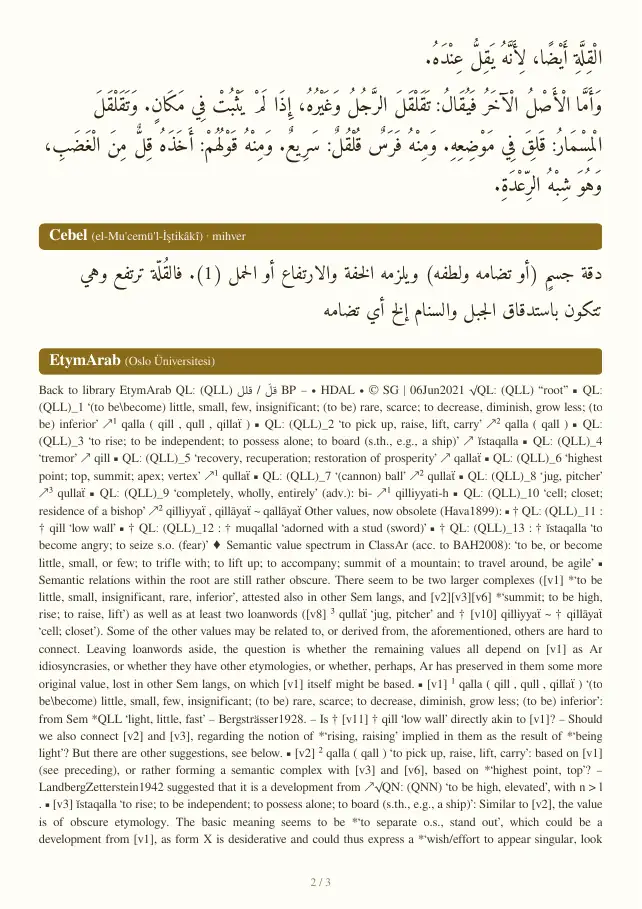 الْقِلَّةِ أَيْضًا، لِأَنَّهُ يَقِلُّ عِنْدَهُ.
وَأَمَّا الْأَصْلُ الْآخَرُ فَيُقَالُ: تَقَلْقَلَ الرَّجُلُ وَغَيْرُهُ، إِذَا لَمْ يَثْبُتْ فِي مَكَانٍ. وَتَقَلْقَلَ
الْمِسْمَارُ: قَلِقَ فِي مَوْضِعِهِ. وَمِنْهُ فَرَسٌ قُلْقُلٌ: سَرِيعٌ. وَمِنْهُ قَوْلُهُمْ: أَخَذَهُ قِلٌّ مِنَ الْغَضَبِ،
وَهُوَ شِبْهُ الرِّعْدَةِ.
Cebel (el-Mu'cemü'l-İştikâkî) · mihver
دقة جسمٍ (أو تضامه ولطفه) ويلزمه الخفة والارتفاع أو الحمل (1). فالقُلّة ترتفع وهي
تتكون باستدقاق الجبل والسنام إلخ أي تضامه
EtymArab (Oslo Üniversitesi)
Back to library EtymArab QL: (QLL) قلّ / قلل BP – • HDAL • © SG | 06Jun2021 √QL: (QLL) “root” ▪ QL:
(QLL)_1 ‘(to be\become) little, small, few, insignificant; (to be) rare, scarce; to decrease, diminish, grow less; (to
be) inferior’ ↗¹ qalla ( qill , qull , qillaẗ ) ▪ QL: (QLL)_2 ‘to pick up, raise, lift, carry’ ↗² qalla ( qall ) ▪ QL:
(QLL)_3 ‘to rise; to be independent; to possess alone; to board (s.th., e.g., a ship)’ ↗ ĭstaqalla ▪ QL: (QLL)_4
‘tremor’ ↗ qill ▪ QL: (QLL)_5 ‘recovery, recuperation; restoration of prosperity’ ↗ qallaẗ ▪ QL: (QLL)_6 ‘highest
point; top, summit; apex; vertex’ ↗¹ qullaẗ ▪ QL: (QLL)_7 ‘(cannon) ball’ ↗² qullaẗ ▪ QL: (QLL)_8 ‘jug, pitcher’
↗³ qullaẗ ▪ QL: (QLL)_9 ‘completely, wholly, entirely’ (adv.): bi- ↗¹ qilliyyati-h ▪ QL: (QLL)_10 ‘cell; closet;
residence of a bishop’ ↗² qilliyyaẗ , qillāyaẗ ~ qallāyaẗ Other values, now obsolete (Hava1899): ▪ † QL: (QLL)_11 :
† qill ‘low wall’ ▪ † QL: (QLL)_12 : † muqallal ‘adorned with a stud (sword)’ ▪ † QL: (QLL)_13 : † ĭstaqalla ‘to
become angry; to seize s.o. (fear)’ ♦ Semantic value spectrum in ClassAr (acc. to BAH2008): ‘to be, or become
little, small, or few; to trifle with; to lift up; to accompany; summit of a mountain; to travel around, be agile’ ▪
Semantic relations within the root are still rather obscure. There seem to be two larger complexes ([v1] *‘to be
little, small, insignificant, rare, inferior’, attested also in other Sem langs, and [v2][v3][v6] *‘summit; to be high,
rise; to raise, lift’) as well as at least two loanwords ([v8] ³ qullaẗ ‘jug, pitcher’ and † [v10] qilliyyaẗ ~ † qillāyaẗ
‘cell; closet’). Some of the other values may be related to, or derived from, the aforementioned, others are hard to
connect. Leaving loanwords aside, the question is whether the remaining values all depend on [v1] as Ar
idiosyncrasies, or whether they have other etymologies, or whether, perhaps, Ar has preserved in them some more
original value, lost in other Sem langs, on which [v1] itself might be based. ▪ [v1] ¹ qalla ( qill , qull , qillaẗ ) ‘(to
be\become) little, small, few, insignificant; (to be) rare, scarce; to decrease, diminish, grow less; (to be) inferior’:
from Sem *QLL ‘light, little, fast’ – Bergsträsser1928. – Is † [v11] † qill ‘low wall’ directly akin to [v1]? – Should
we also connect [v2] and [v3], regarding the notion of *‘rising, raising’ implied in them as the result of *‘being
light’? But there are other suggestions, see below. ▪ [v2] ² qalla ( qall ) ‘to pick up, raise, lift, carry’: based on [v1]
(see preceding), or rather forming a semantic complex with [v3] and [v6], based on *‘highest point, top’? –
LandbergZetterstein1942 suggested that it is a development from ↗√QN: (QNN) ‘to be high, elevated’, with n > l
. ▪ [v3] ĭstaqalla ‘to rise; to be independent; to possess alone; to board (s.th., e.g., a ship)’: Similar to [v2], the value
is of obscure etymology. The basic meaning seems to be *‘to separate o.s., stand out’, which could be a
development from [v1], as form X is desiderative and could thus express a *‘wish/effort to appear singular, look
2 / 3